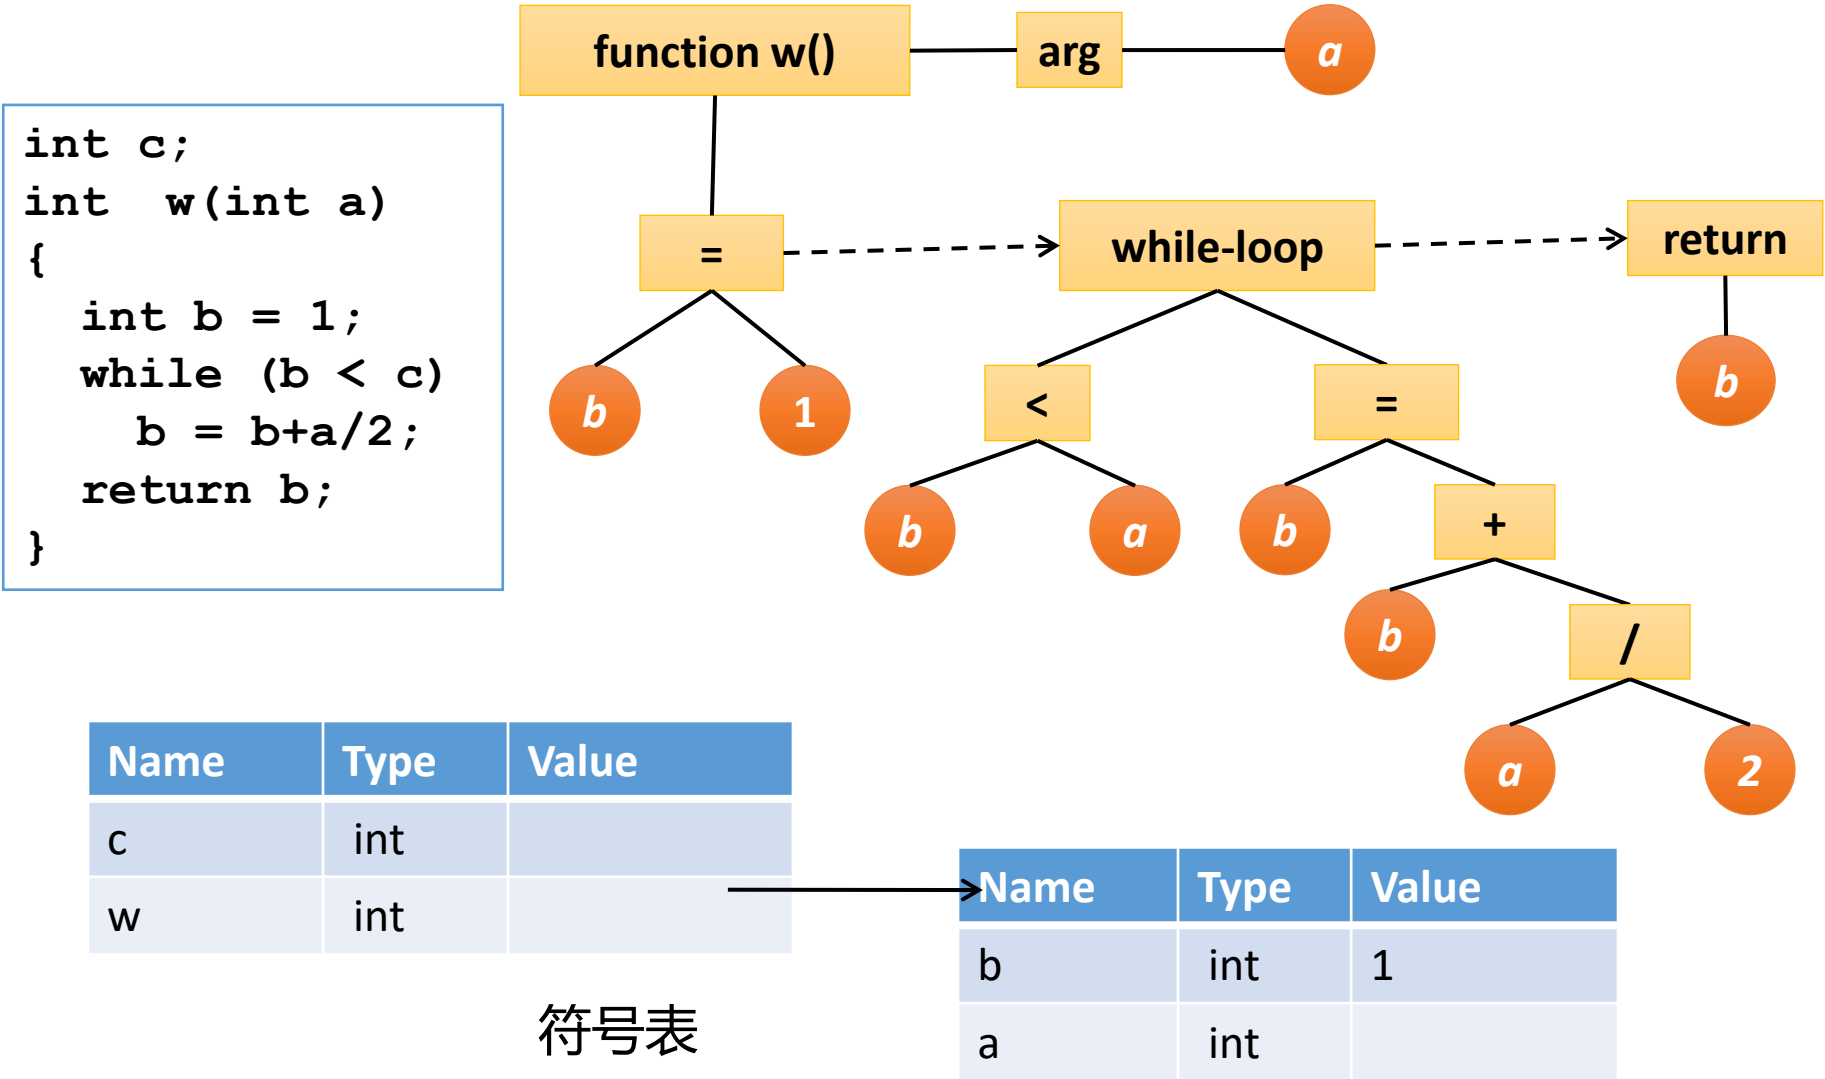 function w()
arg
a
int c;
int  w(int a)
{
  int b = 1;
  while (b < c)
    b = b+a/2;
  return b;
}
=
while-loop
return
b
1
<
=
b
b
a
b
+
b
/
a
2
Name Type Value
c int
w int
符号表
Name Type Value
b int 1
a int